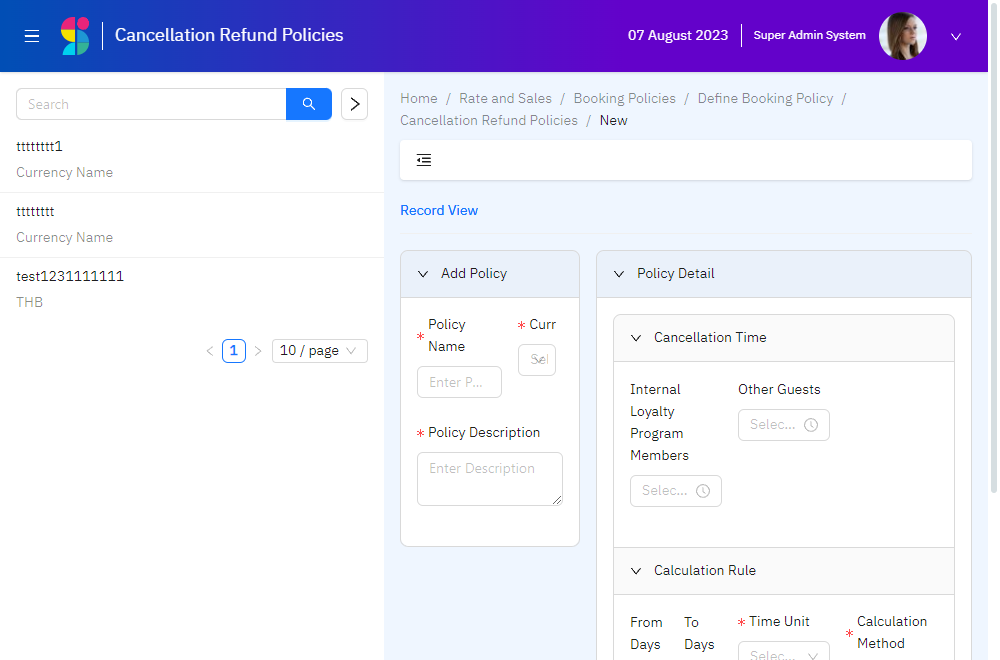 Cancellation Refund Policies
07 August 2023
Super Admin System
Search
tttttttt1
Currency Name
tttttttt
Currency Name
test1231111111
THB
1
10 / page
Home / Rate and Sales / Booking Policies / Define Booking Policy /
Cancellation Refund Policies / New
Record View
Add Policy
* Policy Name
Enter P...
* Curr
Sel
* Policy Description
Enter Description
Policy Detail
Cancellation Time
Internal
Loyalty
Program
Members
Selec...
Other Guests
Selec...
Calculation Rule
From
Days
To
Days
* Time Unit
Selec...
* Calculation
Method